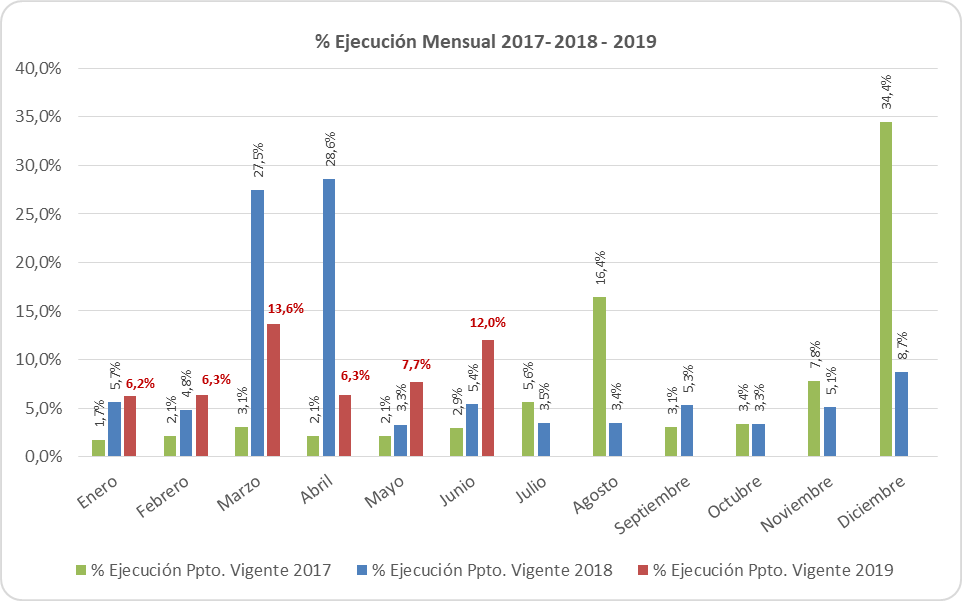 % Ejecución Mensual 2017- 2018 - 2019
40,0%
35,0%
30,0%
25,0%
20,0%
15,0%
10,0%
5,0%
0,0%
1,7%
5,7%
6,2%
2,1%
4,8%
6,3%
3,1%
27,5%
13,6%
2,1%
28,6%
6,3%
2,1%
3,3%
7,7%
2,9%
5,4%
12,0%
5,6%
3,5%
16,4%
3,4%
3,1%
5,3%
3,4%
3,3%
7,8%
5,1%
34,4%
8,7%
Enero
Febrero
Marzo
Abril
Mayo
Junio
Julio
Agosto
Septiembre
Octubre
Noviembre
Diciembre
% Ejecución Ppto. Vigente 2017
% Ejecución Ppto. Vigente 2018
% Ejecución Ppto. Vigente 2019